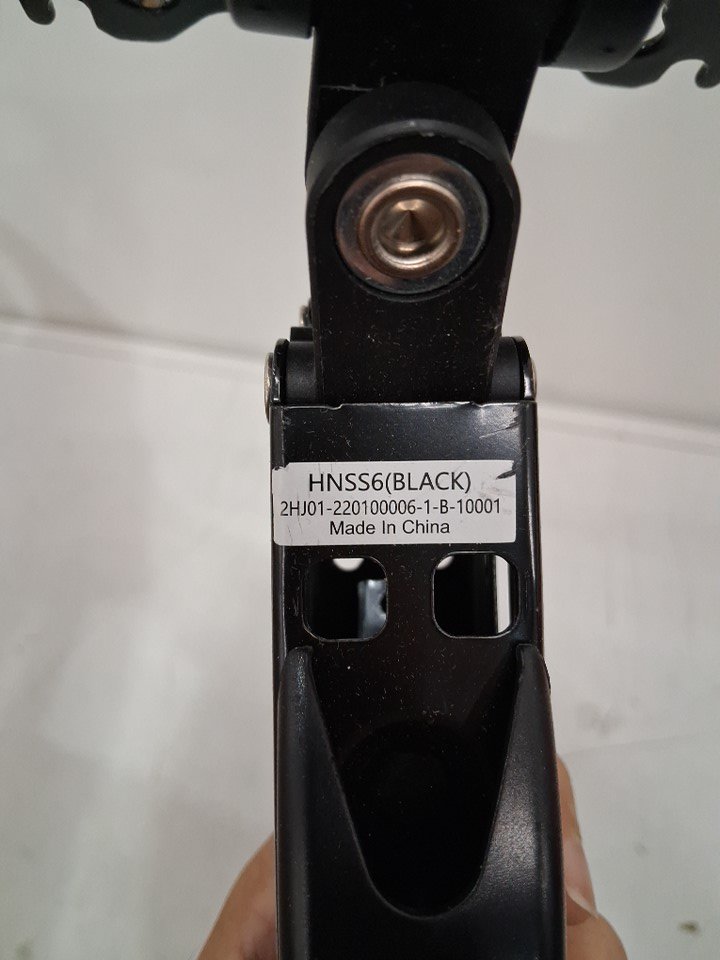 HNSS6(BLACK)
2HJ01-220100006-1-B-10001
Made In China